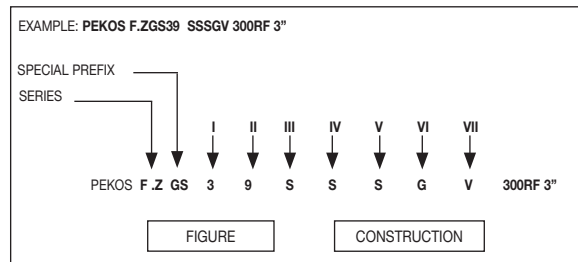 EXAMPLE: PEKOS F.ZGS39 SSSGV 300RF 3”
SPECIAL PREFIX
SERIES
I II III IV V VI VII
PEKOS F .Z GS 3 9 S S S G V 300RF 3”
FIGURE CONSTRUCTION